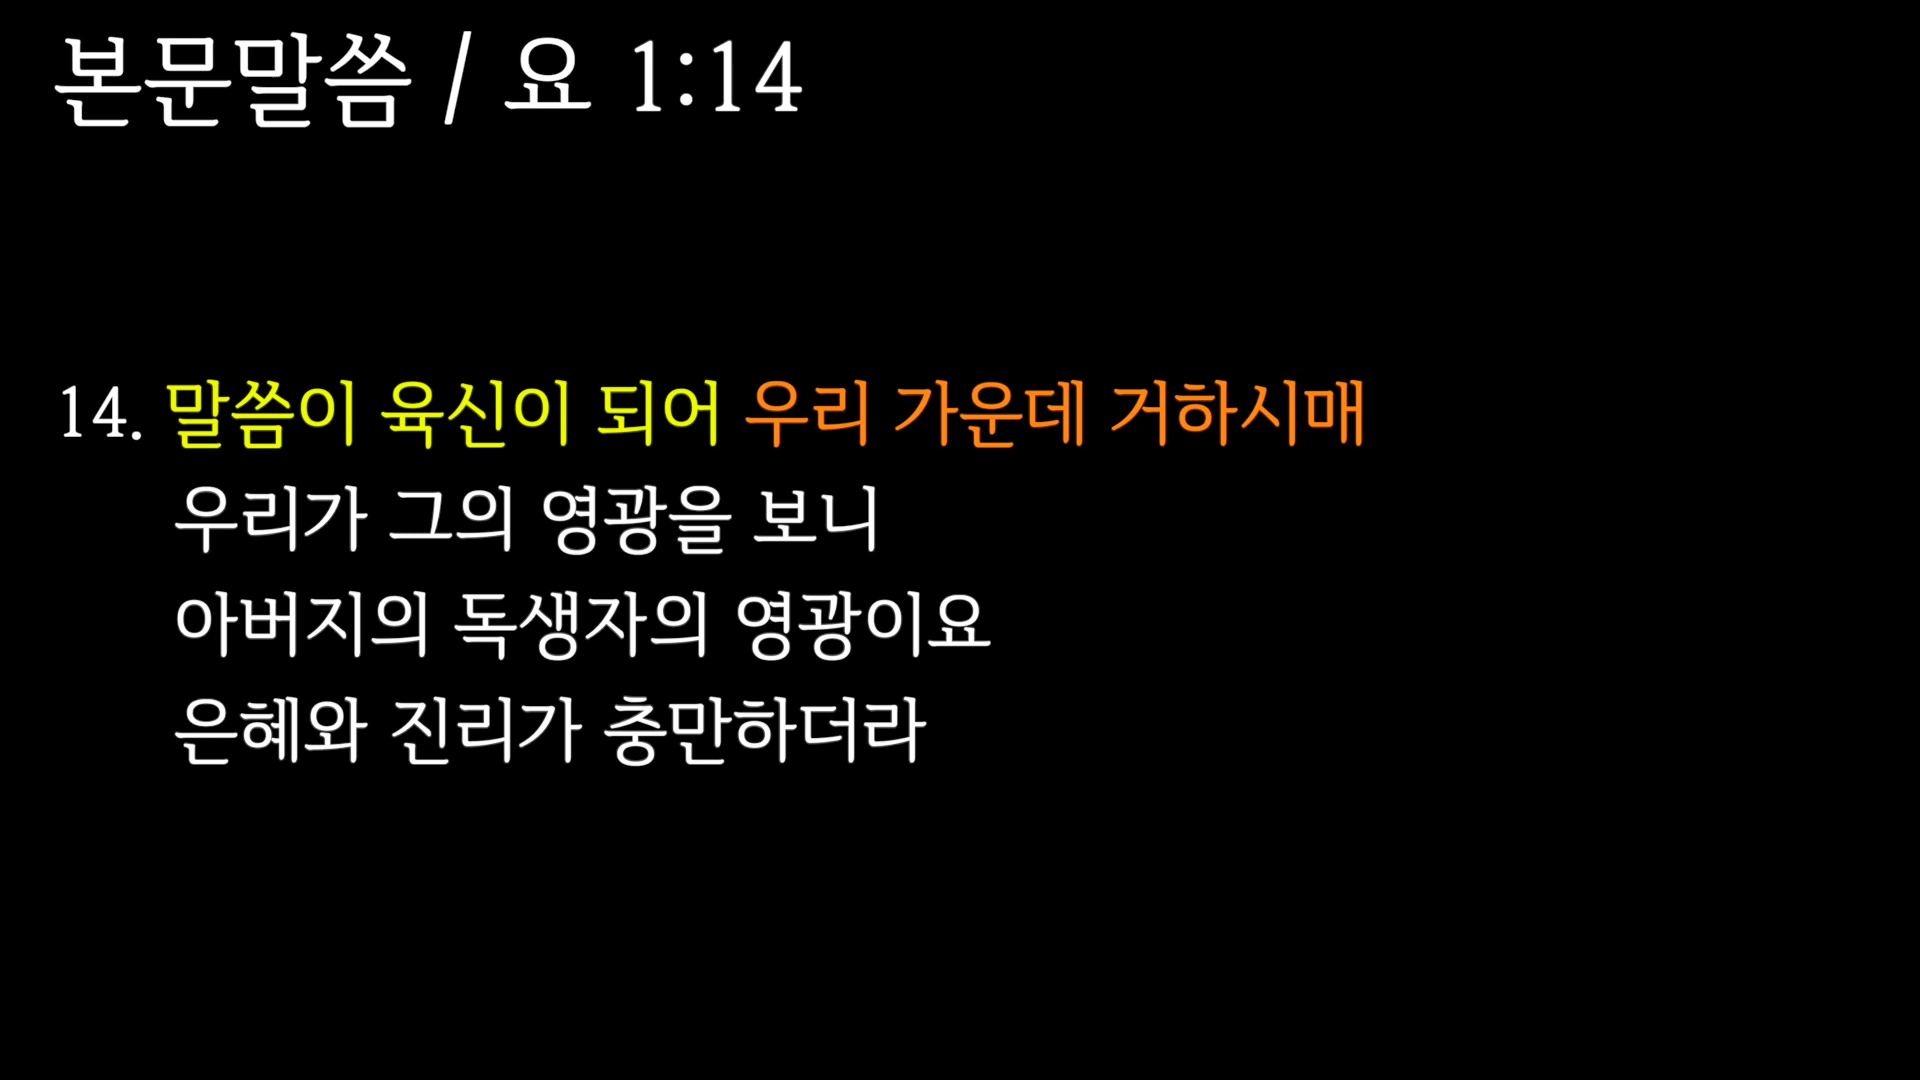 본문말씀 / 요 1:14
14. 말씀이 육신이 되어 우리 가운데 거하시매
우리가 그의 영광을 보니
아버지의 독생자의 영광이요
은혜와 진리가 충만하더라